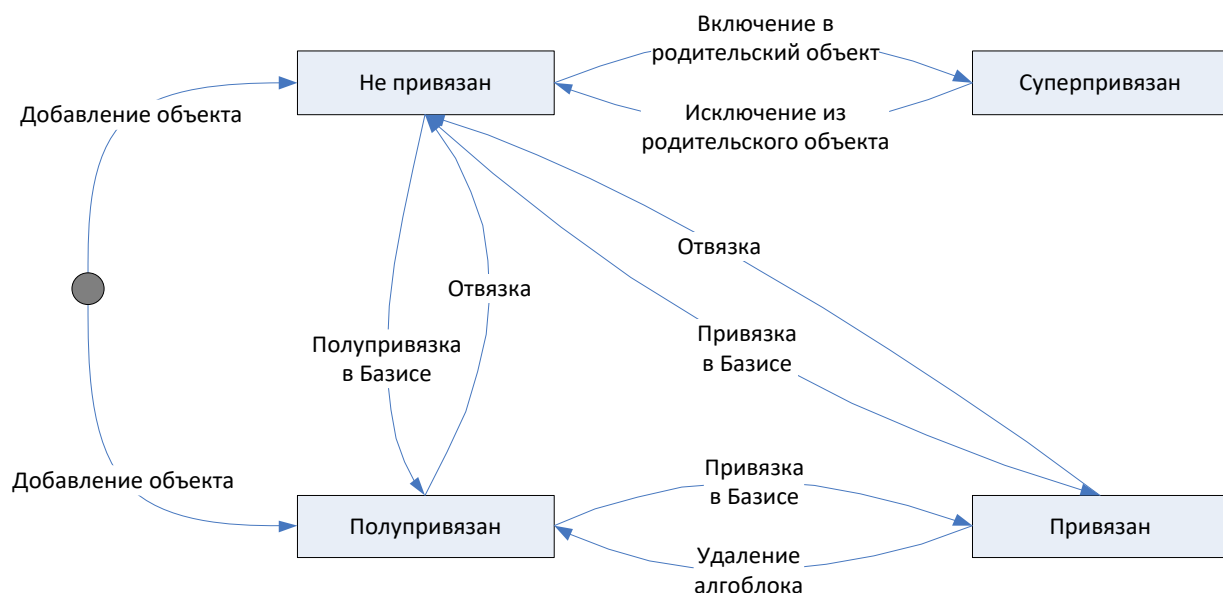 Включение в
родительский объект
Не привязан
Суперпривязан
Добавление объекта
Исключение из
родительского объекта
Отвязка
Отвязка
Полупривязка
в Базисе
Привязка
в Базисе
Добавление объекта
Привязка
в Базисе
Полупривязан
Привязан
Удаление
алгоблока